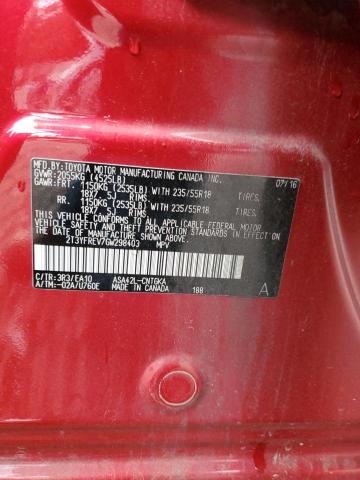 MFD.BY: TOYOTA MOTOR MANUFACTURING CANADA INC. 07/16
GVWR: 2055KG (4525LB)
GAWR: FRT. 1150KG (2535LB) WITH 235/55R18 TIRES,
18X7.5J RIMS.
RR. 1150KG (2535LB) WITH 235/55R18 TIRES,
18X7.5J RIMS.
THIS VEHICLE CONFORMS TO ALL APPLICABLE FEDERAL MOTOR
VEHICLE SAFETY AND BUMPER STANDARDS IN EFFECT ON THE DATE
OF MANUFACTURE SHOWN ABOVE.
2T3YFREV7GW298403 MPV
C/TR: 3R3/EA10 ASA42L-CNTGKA
A/TM: -02A/U760E MADE IN CANADA 188 A